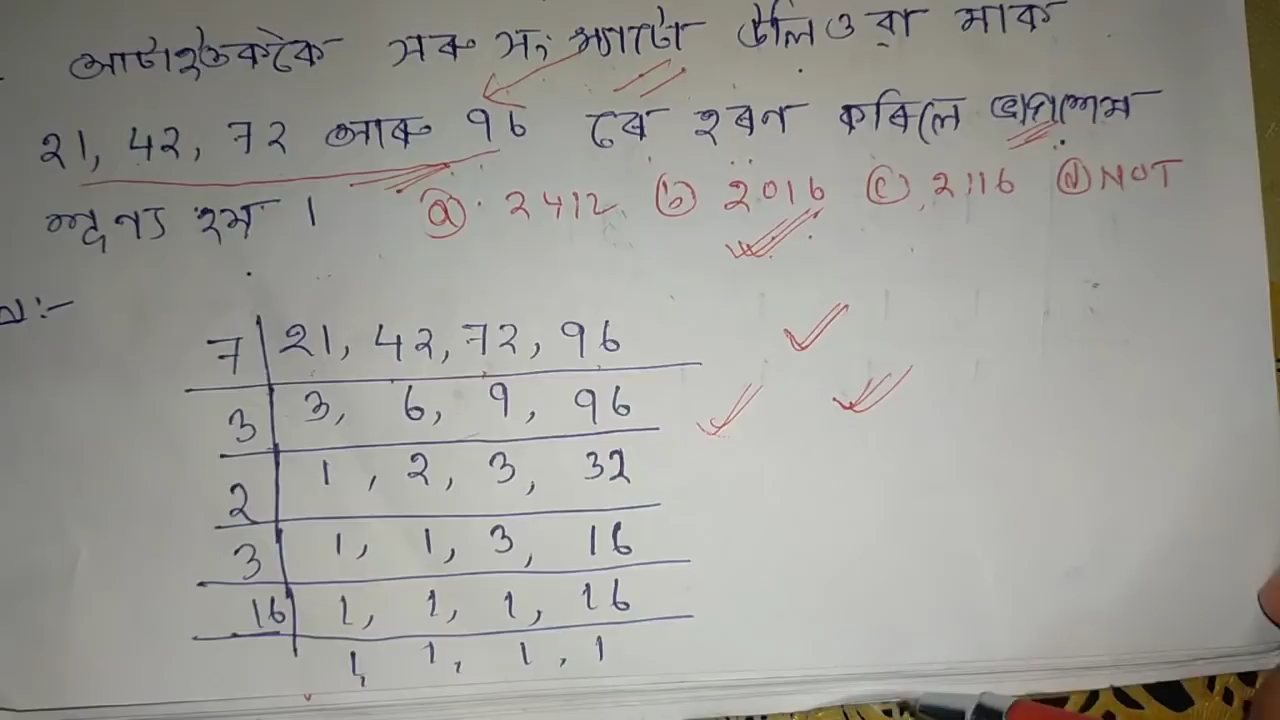 আটাইতকৈকৈ সৰু সং
21, 42, 72 আৰু 96 ৰে হৰণ কৰিলে ভাগশেষ
শূণ্য হয় । (a) 2412 (b) 2016 (c) 2116 (d) NOT
7 | 21, 42, 72, 96
3 | 3, 6, 9, 96
2 | 1, 2, 3, 32
3 | 1, 1, 3, 16
16 | 1, 1, 1, 16
1, 1, 1, 1